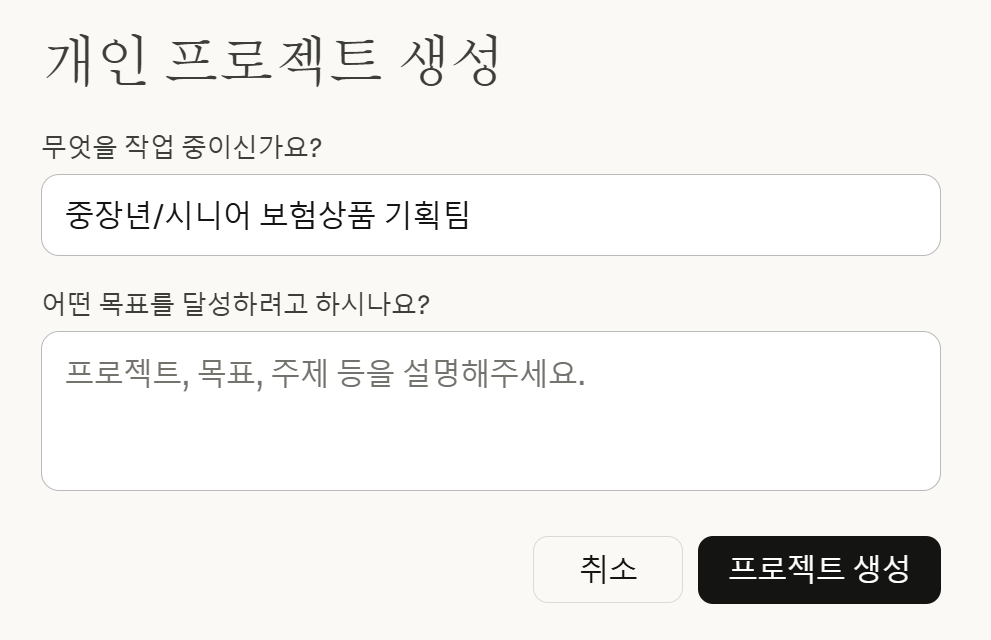 개인 프로젝트 생성
무엇을 작업 중이신가요?
중장년/시니어 보험상품 기획팀
어떤 목표를 달성하려고 하시나요?
프로젝트, 목표, 주제 등을 설명해주세요.
취소
프로젝트 생성